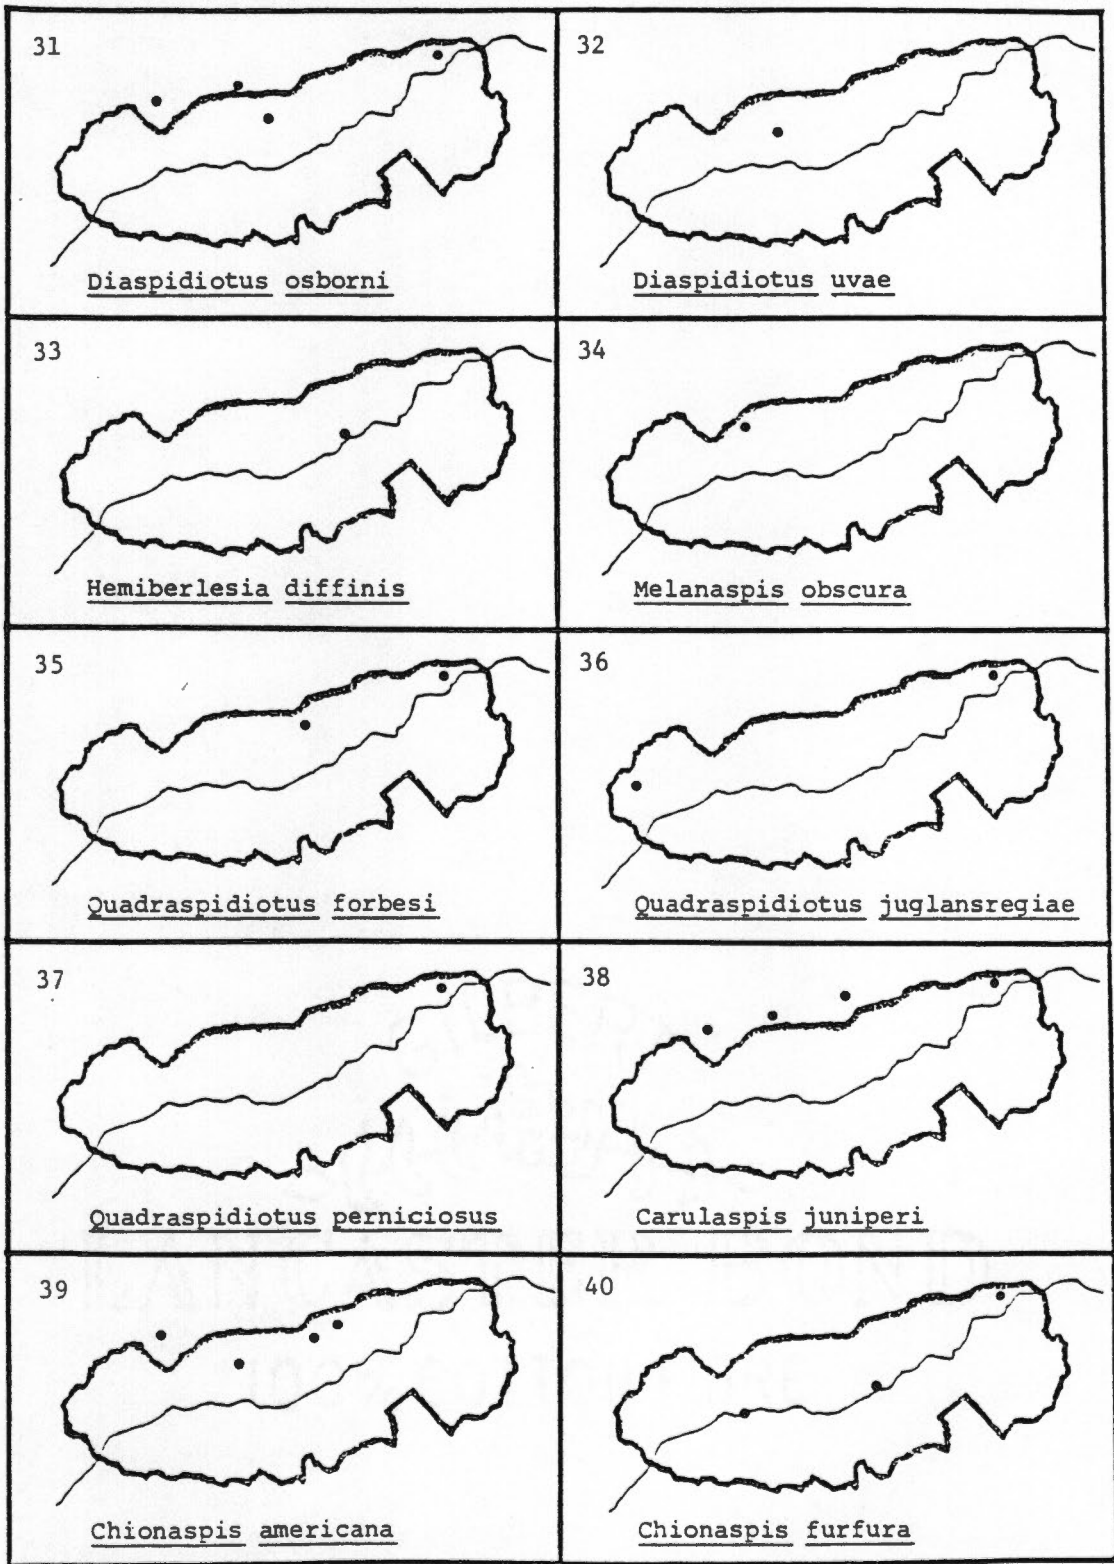 31
Diaspidiotus osborni
32
Diaspidiotus uvae
33
Hemiberlesia diffinis
34
Melanaspis obscura
35
Quadraspidiotus forbesi
36
Quadraspidiotus juglansregiae
37
Quadraspidiotus perniciosus
38
Carulaspis juniperi
39
Chionaspis americana
40
Chionaspis furfura